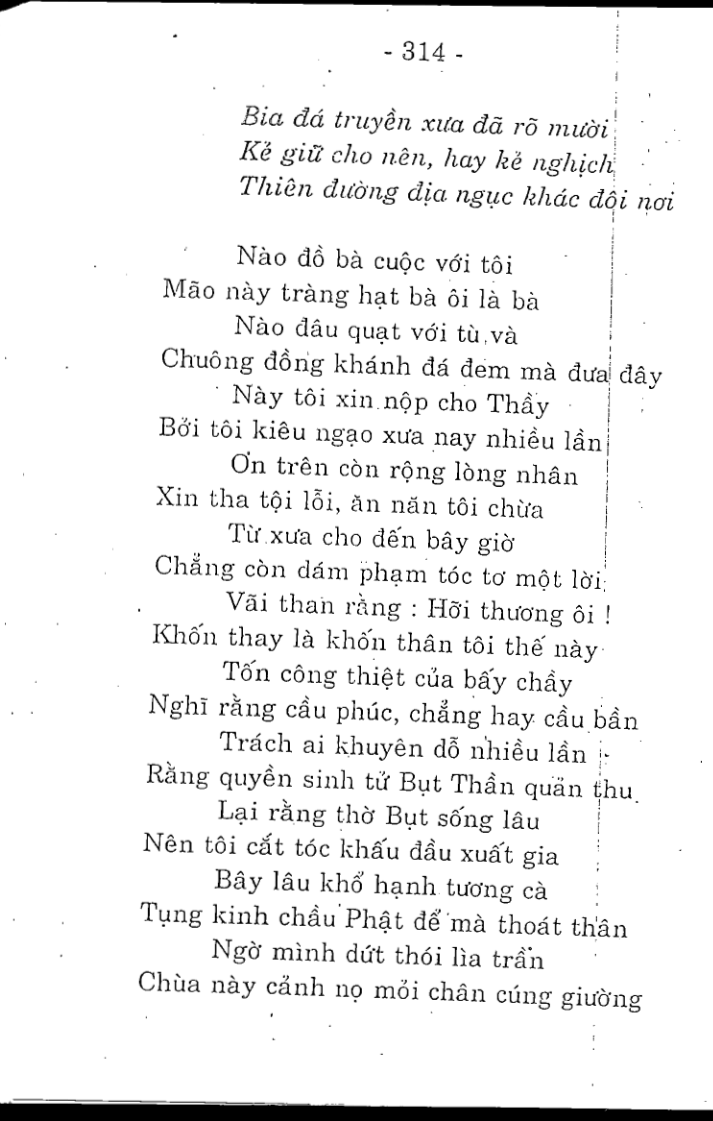 - 314 -
Bia đá truyền xưa đã rõ mười
Kẻ giữ cho nên, hay kẻ nghịch
Thiên đường địa ngục khác đôi nơi
Nào đồ bà cuộc với tôi
Mão này tràng hạt bà ôi là bà
Nào đâu quạt với tù và
Chuông đồng khánh đá đem mà đưa đây
Này tôi xin nộp cho Thầy
Bởi tôi kiêu ngạo xưa nay nhiều lần
Ơn trên còn rộng lòng nhân
Xin tha tội lỗi, ăn năn tôi chừa
Từ xưa cho đến bây giờ
Chẳng còn dám phạm tóc tơ một lời
Vãi than rằng : Hỡi thương ôi !
Khốn thay là khốn thân tôi thế này
Tốn công thiệt của bấy chầy
Nghĩ rằng cầu phúc, chẳng hay cầu bần
Trách ai khuyên dỗ nhiều lần
Rằng quyền sinh tử Bụt Thần quản thu
Lại rằng thờ Bụt sống lâu
Nên tôi cắt tóc khấu đầu xuất gia
Bây lâu khổ hạnh tương cà
Tụng kinh chầu Phật để mà thoát thân
Ngờ mình dứt thói lìa trần
Chùa này cảnh nọ mỏi chân cúng giường